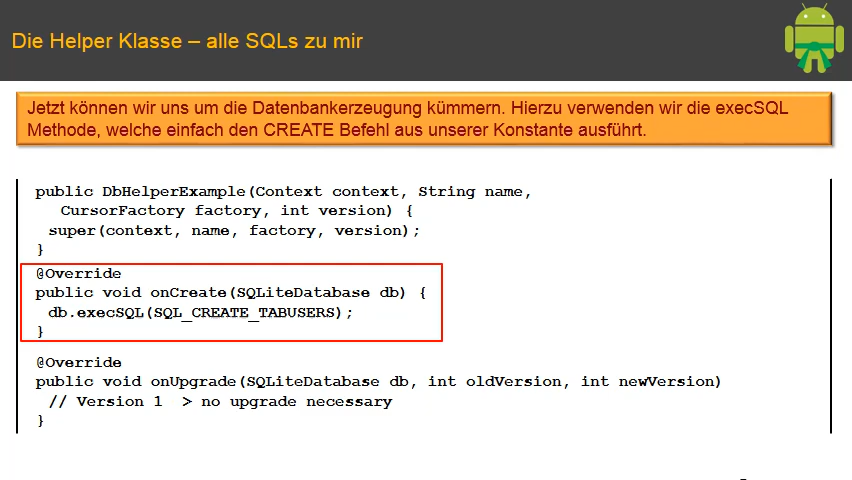 Die Helper Klasse – alle SQLs zu mir
Jetzt können wir uns um die Datenbankerzeugung kümmern. Hierzu verwenden wir die execSQL
Methode, welche einfach den CREATE Befehl aus unserer Konstante ausführt.
public DbHelperExample(Context context, String name,
CursorFactory factory, int version) {
super(context, name, factory, version);
}
@Override
public void onCreate(SQLiteDatabase db) {
db.execSQL(SQL_CREATE_TABUSERS);
}
@Override
public void onUpgrade(SQLiteDatabase db, int oldVersion, int newVersion)
// Version 1  > no upgrade necessary
}